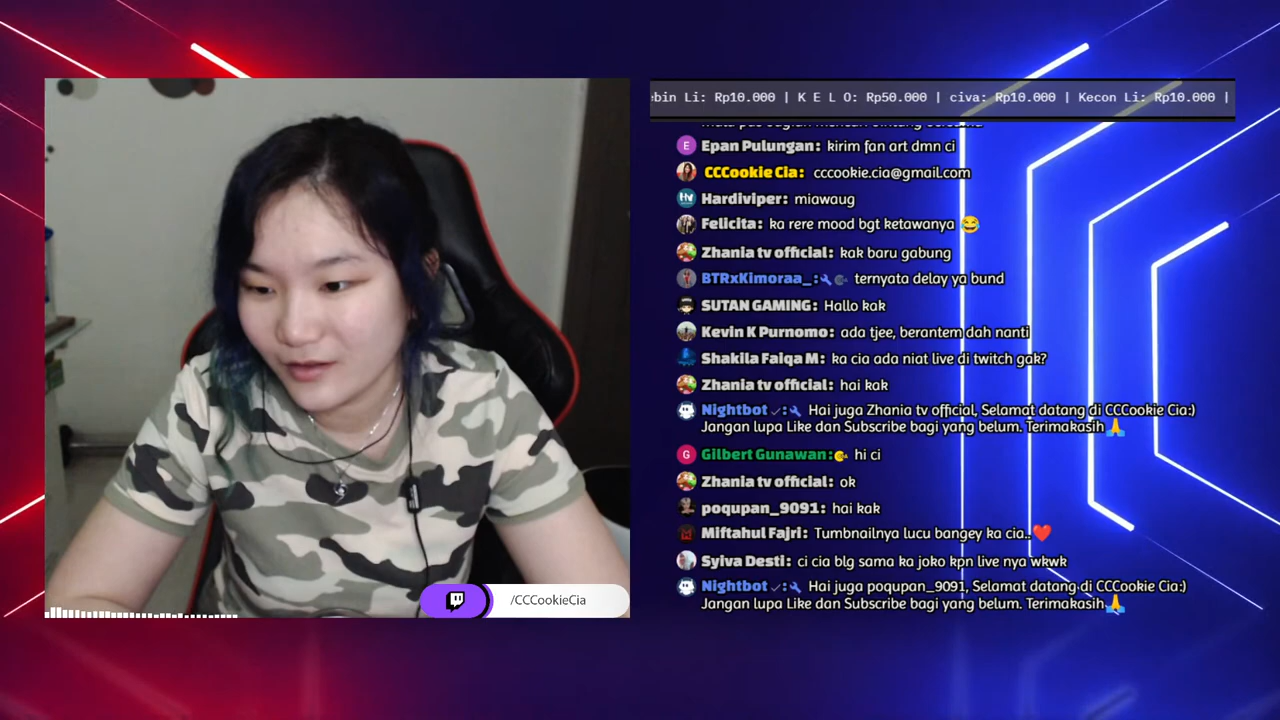 ebin Li: Rp10.000 | K E L O: Rp50.000 | civa: Rp10.000 | Kecon Li: Rp10.000 |
Epan Pulungan: kirim fan art dmn ci
CCCookie Cia: cccookie.cia@gmail.com
Hardiviper: miawaug
Felicita: ka rere mood bgt ketawanya 😂
Zhania tv official: kak baru gabung
BTRxKimoraa_: ternyata delay ya bund
SUTAN GAMING: Hallo kak
Kevin K Purnomo: ada tjee, berantem dah nanti
Shakila Faiqa M: ka cia ada niat live di twitch gak?
Zhania tv official: hai kak
Nightbot ✓: Hai juga Zhania tv official, Selamat datang di CCCookie Cia:)
Jangan lupa Like dan Subscribe bagi yang belum. Terimakasih🙏
Gilbert Gunawan: hi ci
Zhania tv official: ok
poqupan_9091: hai kak
Miftahul Fajri: Tumbnailnya lucu bangey ka cia..❤️
Sylva Desti: ci cia blg sama ka joko kpn live nya wkwk
Nightbot ✓: Hai juga poqupan_9091, Selamat datang di CCCookie Cia:)
Jangan lupa Like dan Subscribe bagi yang belum. Terimakasih🙏
/CCCookieCia